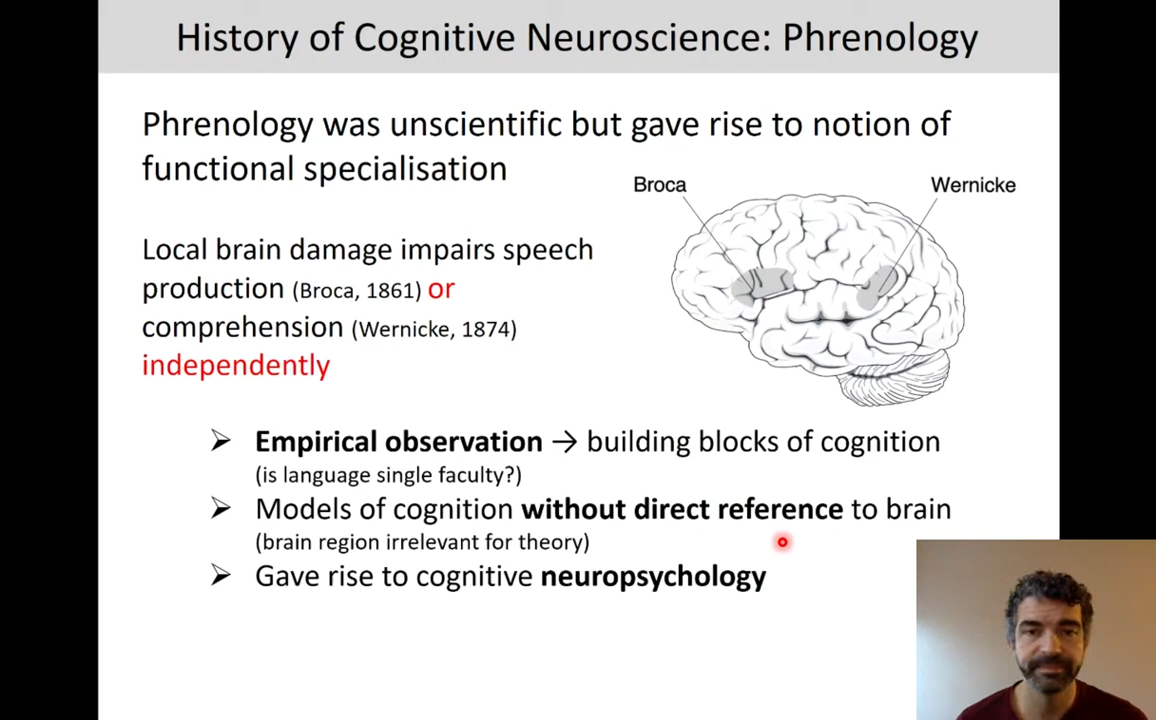 History of Cognitive Neuroscience: Phrenology
Phrenology was unscientific but gave rise to notion of
functional specialisation
Broca
Wernicke
Local brain damage impairs speech
production (Broca, 1861) or
comprehension (Wernicke, 1874)
independently
➢ Empirical observation → building blocks of cognition
(is language single faculty?)
➢ Models of cognition without direct reference to brain
(brain region irrelevant for theory)
➢ Gave rise to cognitive neuropsychology